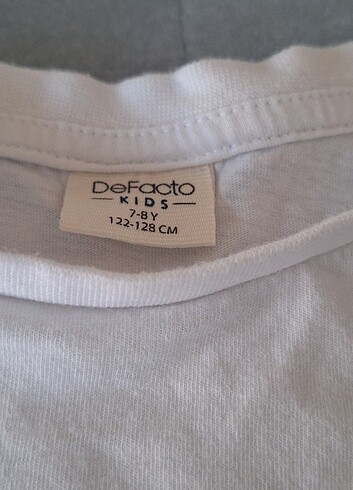 DeFacto
KIDS
7-8 Y
122-128 CM